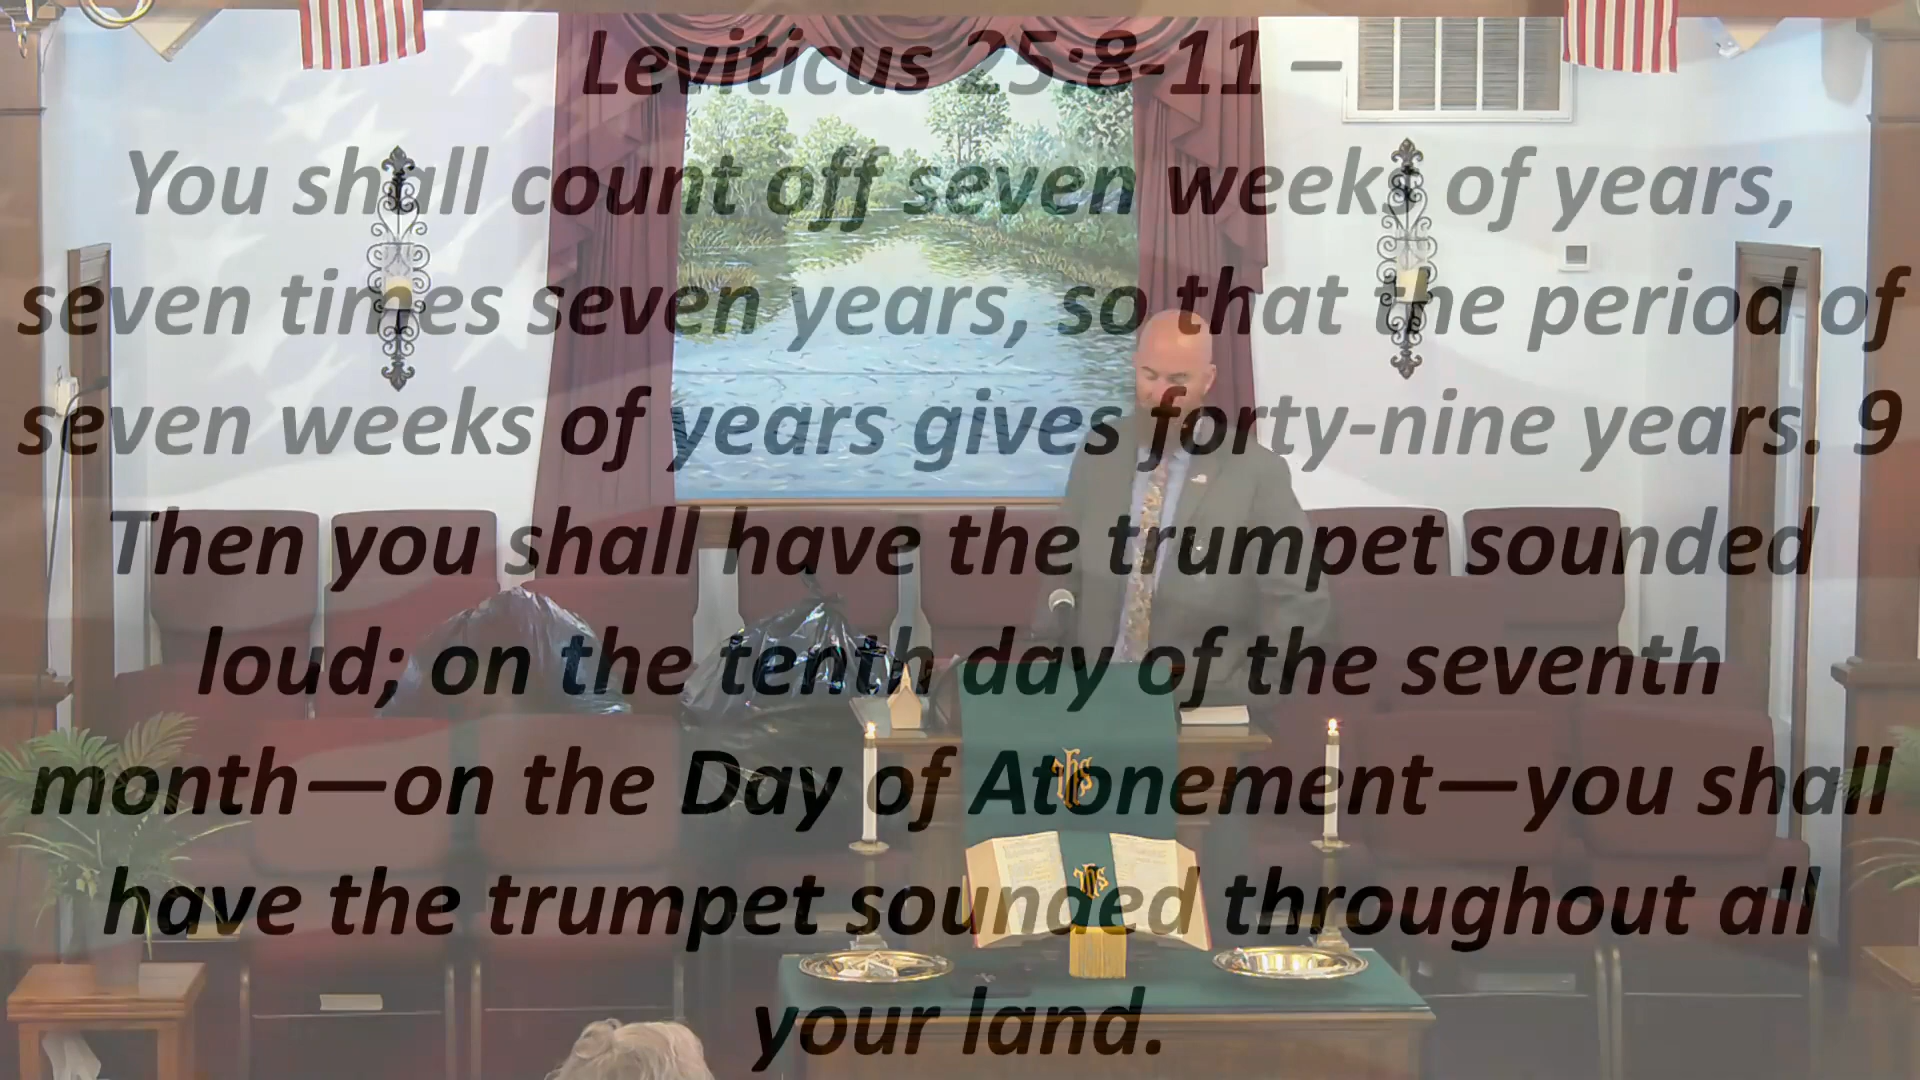 Leviticus 25:8-11 –
You shall count off seven weeks of years,
seven times seven years, so that the period of
seven weeks of years gives forty-nine years. 9
Then you shall have the trumpet sounded
loud; on the tenth day of the seventh
month—on the Day of Atonement—you shall
have the trumpet sounded throughout all
your land.
IHS
IHS